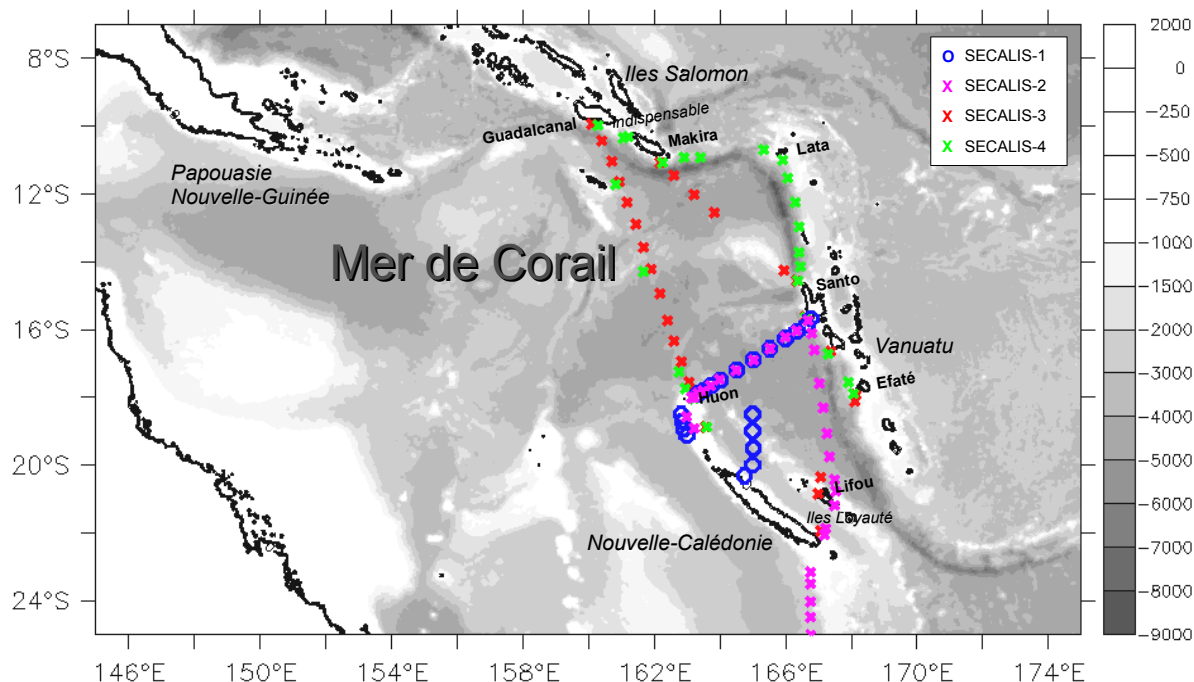 8°S
12°S
16°S
20°S
24°S
146°E
150°E
154°E
158°E
162°E
166°E
170°E
174°E
SECALIS-1
SECALIS-2
SECALIS-3
SECALIS-4
Iles Salomon
Indispensable
Guadalcanal
Makira
Lata
Papouasie
Nouvelle-Guinée
Mer de Corail
Santo
Vanuatu
Efaté
Huon
Lifou
Iles Loyauté
Nouvelle-Calédonie
2000
0
−250
−500
−750
−1000
−2000
−3000
−4000
−5000
−6000
−7000
−8000
−9000